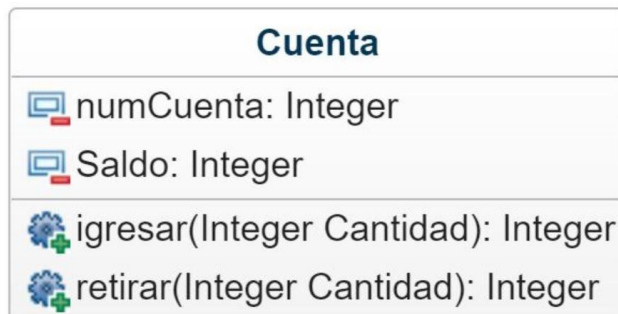 Cuenta
numCuenta: Integer
Saldo: Integer
igresar(Integer Cantidad): Integer
retirar(Integer Cantidad): Integer